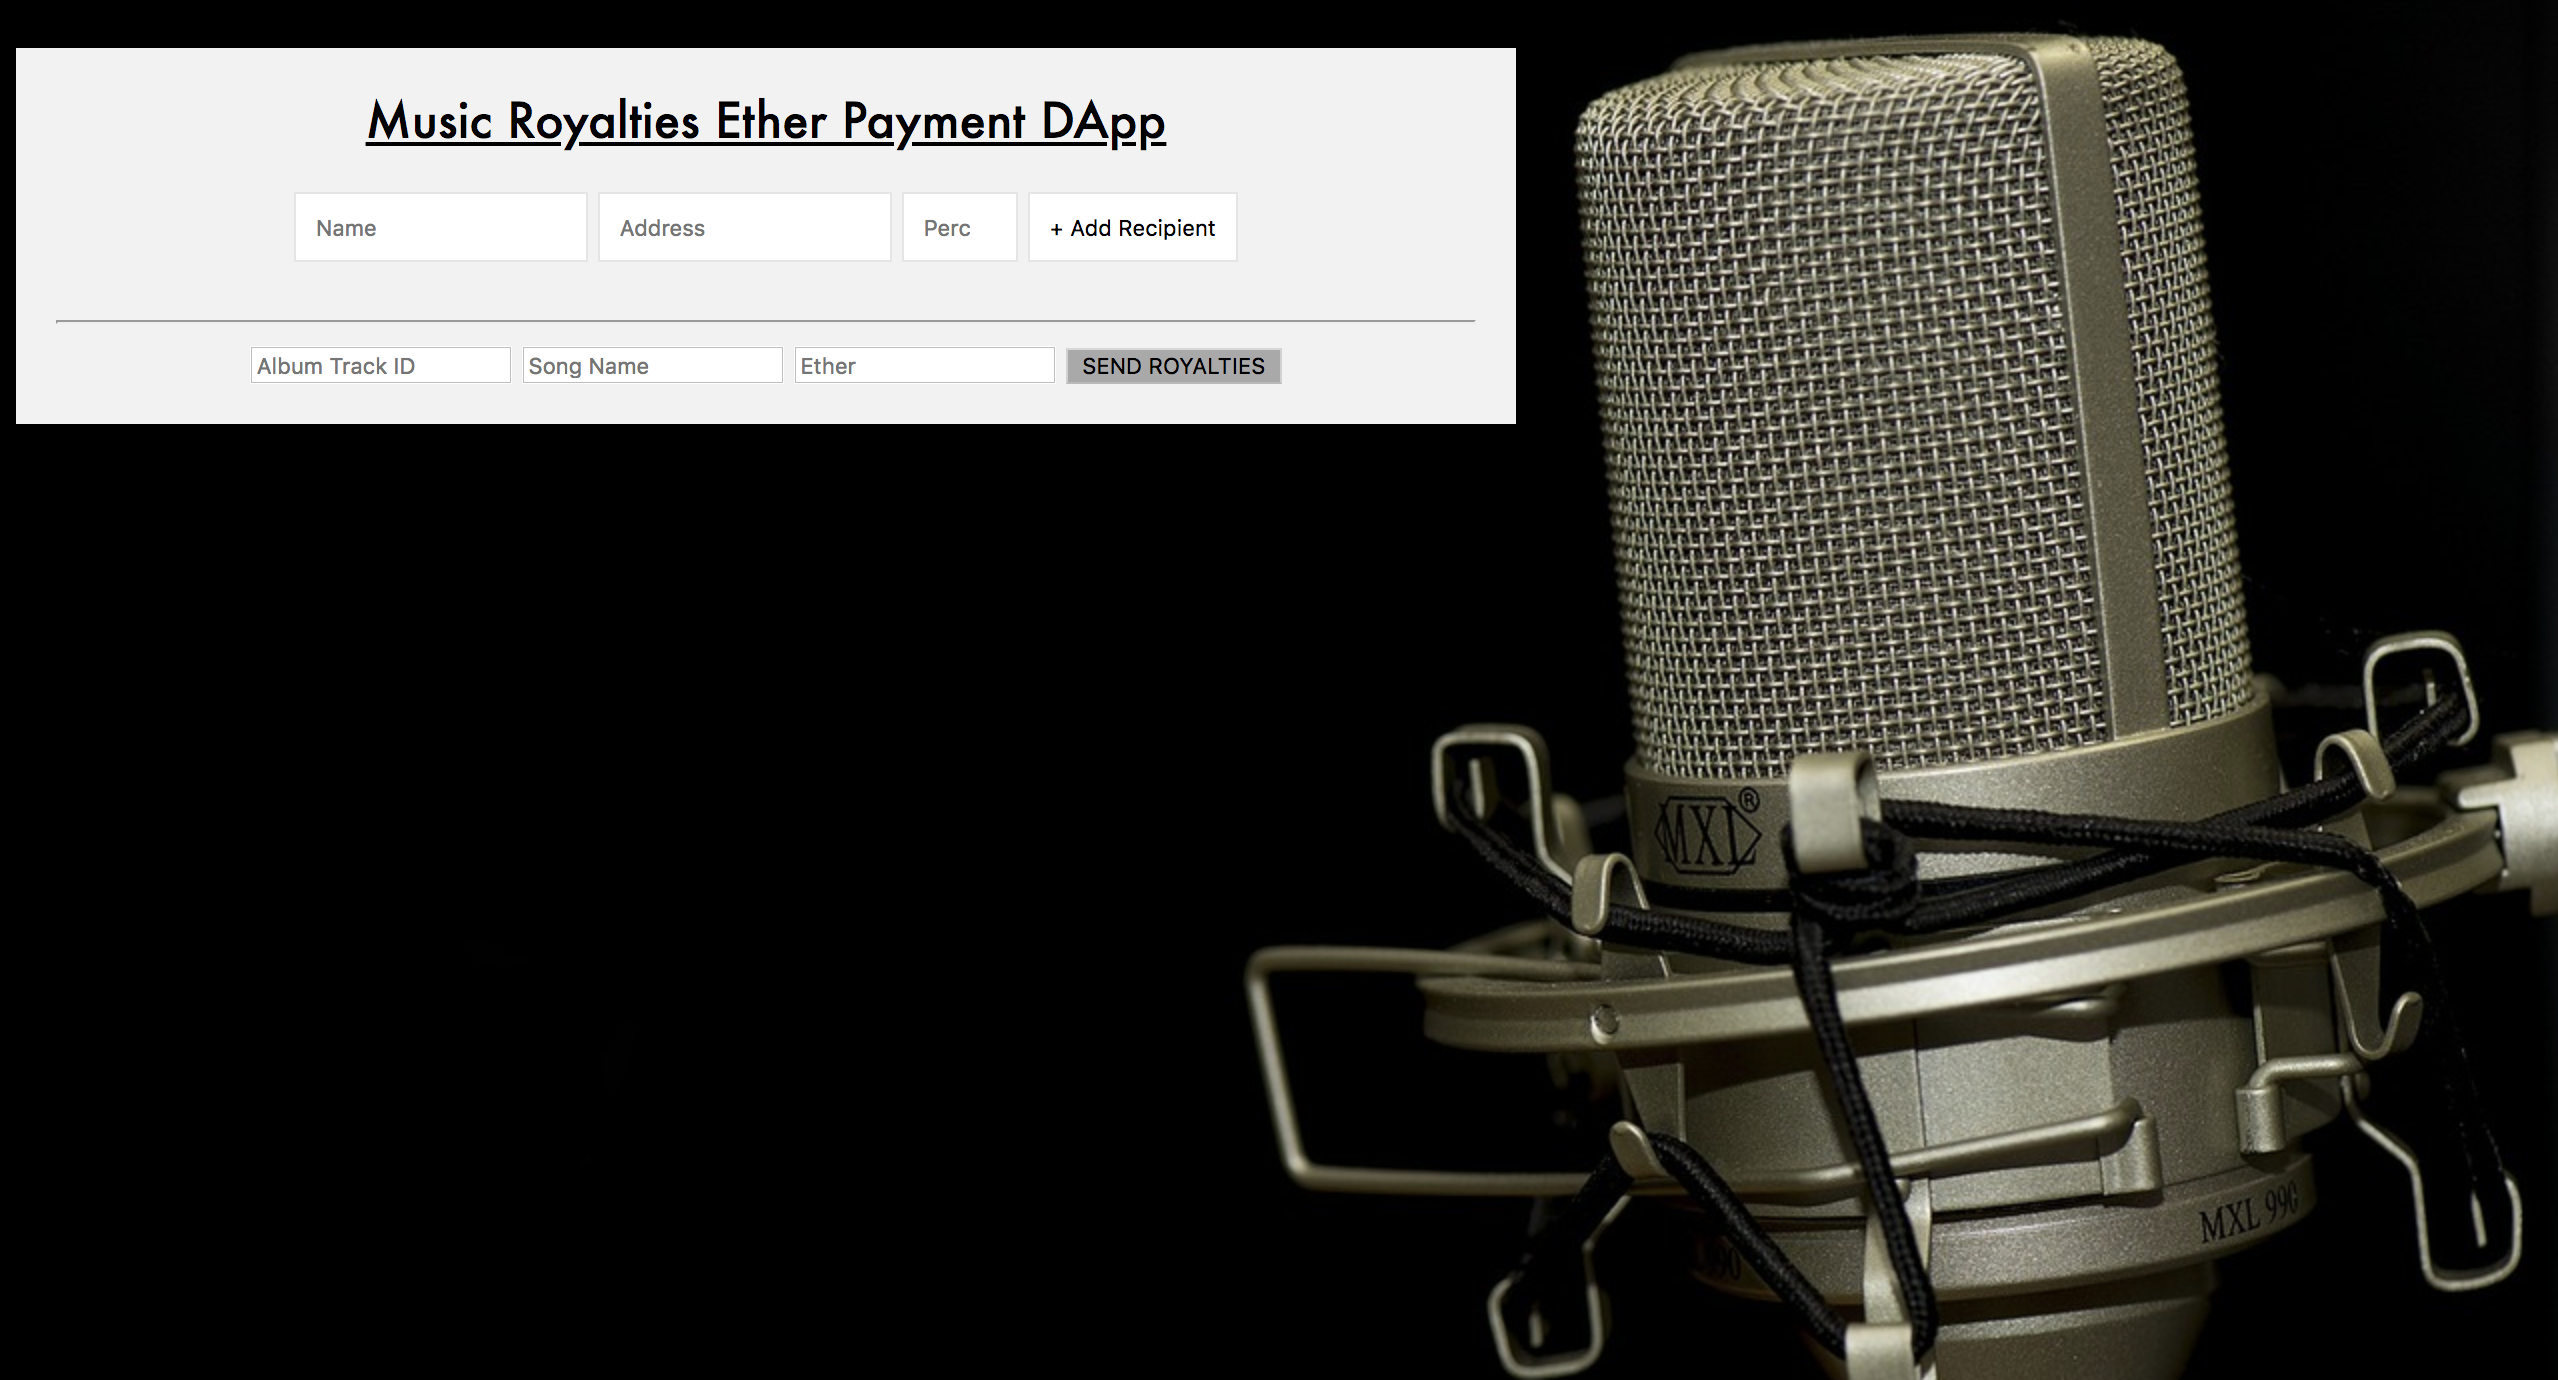 Music Royalties Ether Payment DApp
Name Address Perc + Add Recipient
Album Track ID Song Name Ether SEND ROYALTIES
MXL®
MXL 990
90